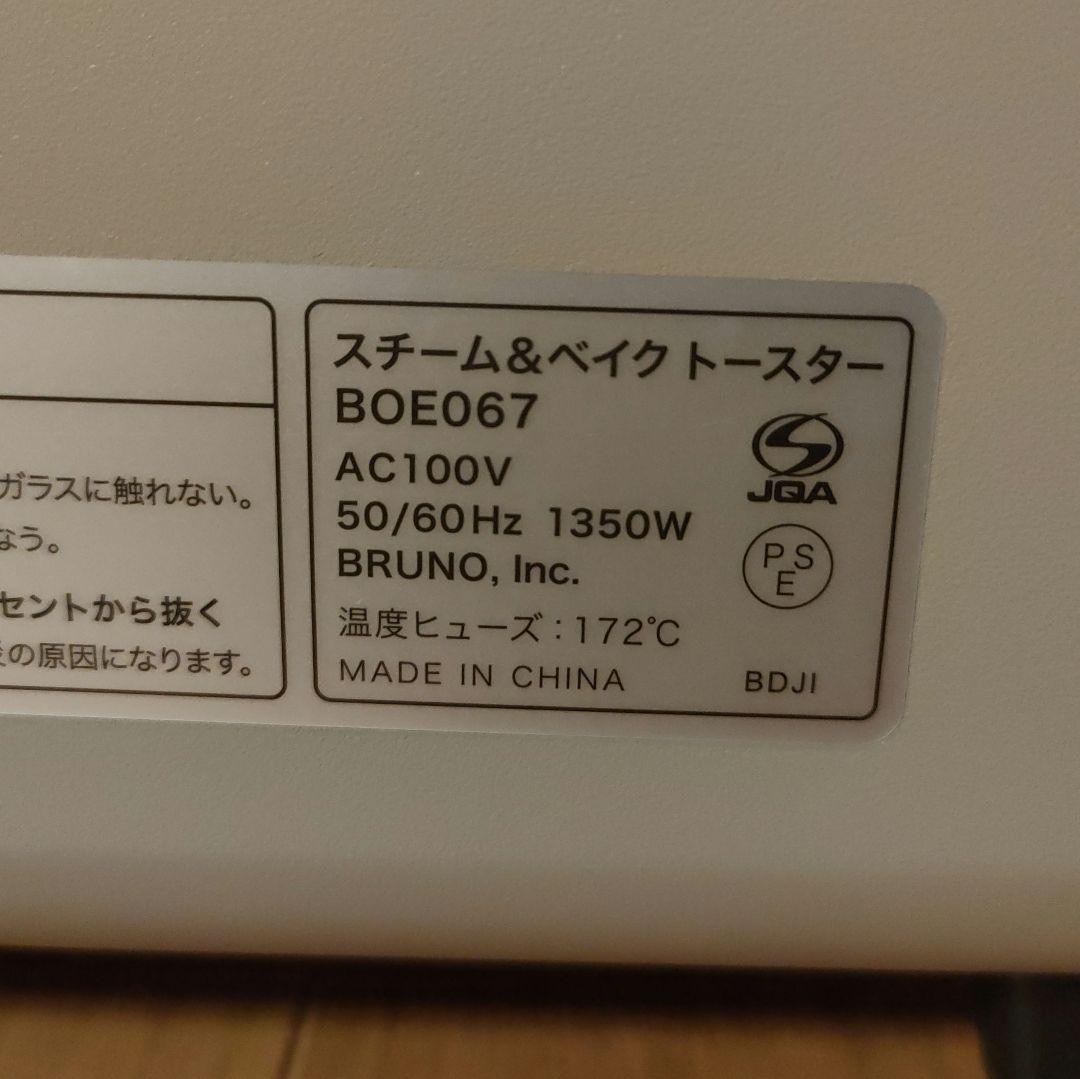 ガラスに触れない。
なう。
セントから抜く
の原因になります。
スチーム&ベイク トースター
BOE067
AC100V
50/60Hz 1350W
BRUNO, Inc.
温度ヒューズ:172℃
MADE IN CHINA
JQA
PSE
BDJI